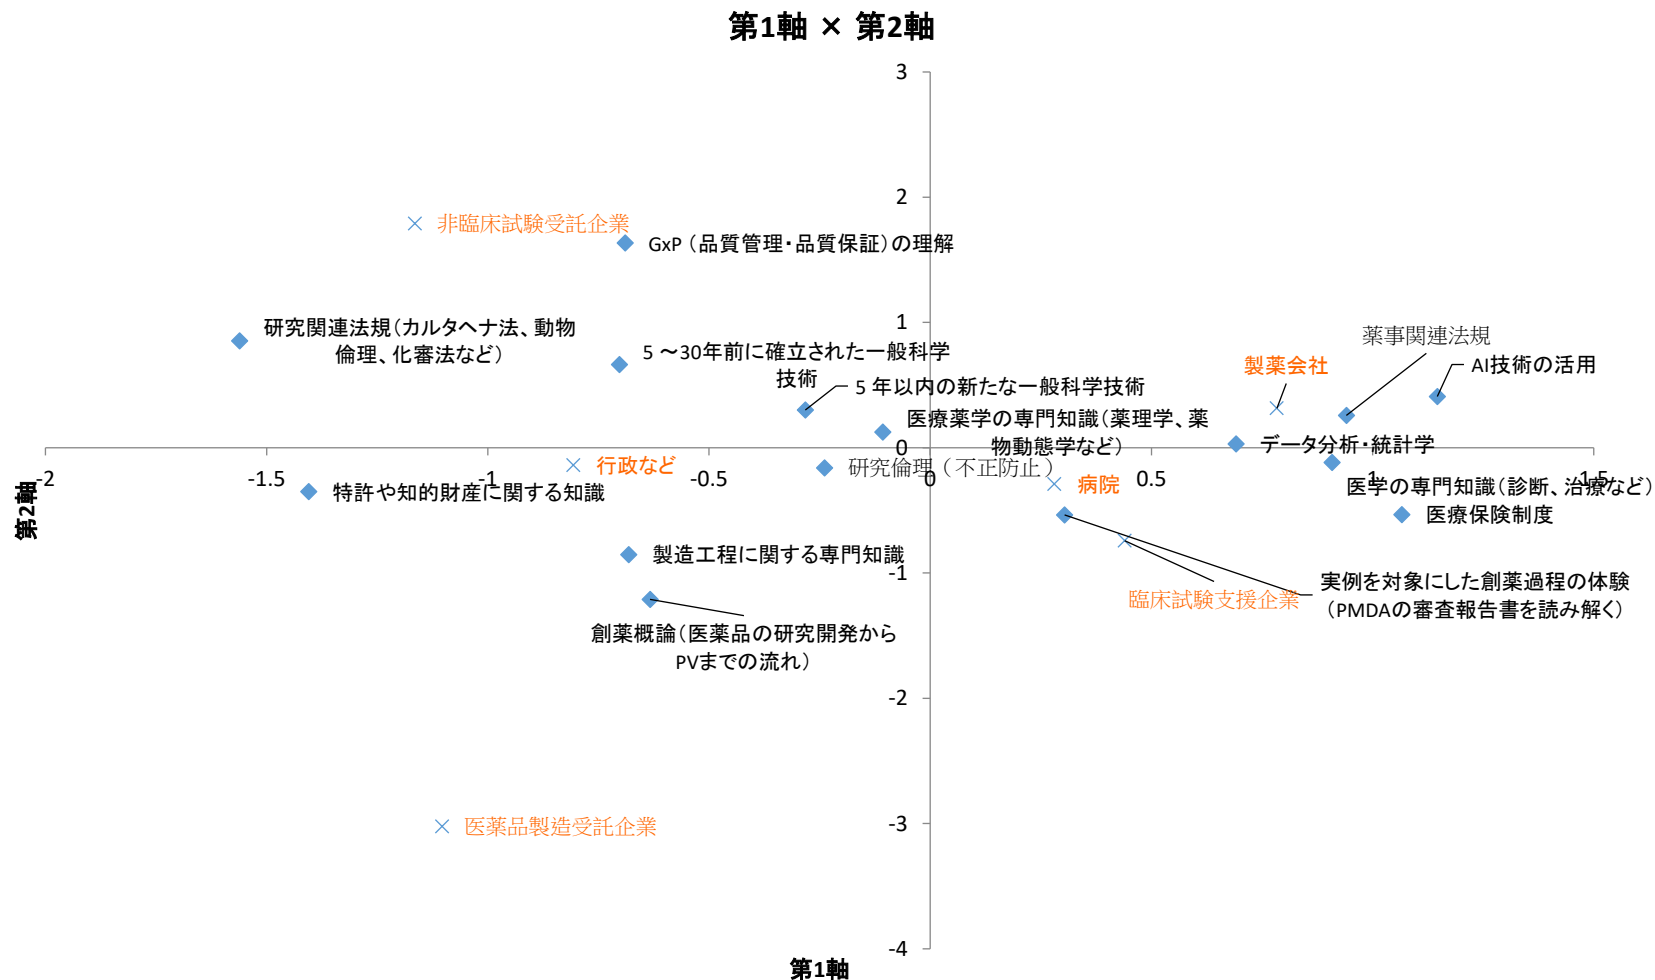 第1軸 × 第2軸
3
2
非臨床試験受託企業
GxP（品質管理・品質保証）の理解
1
研究関連法規（カルタヘナ法、動物
倫理、化審法など）
5 ～30年前に確立された一般科学
技術
5 年以内の新たな一般科学技術
薬事関連法規
製薬会社
AI技術の活用
医療薬学の専門知識（薬理学、薬
物動態学など）
データ分析・統計学
0
行政など
研究倫理（不正防止）
-2
-1.5
-1
-0.5
0
0.5
1
1.5
病院
医学の専門知識（診断、治療など）
特許や知的財産に関する知識
医療保険制度
第2軸
製造工程に関する専門知識
-1
臨床試験支援企業
実例を対象にした創薬過程の体験
（PMDAの審査報告書を読み解く）
創薬概論（医薬品の研究開発から
PVまでの流れ）
-2
-3
医薬品製造受託企業
-4
第1軸